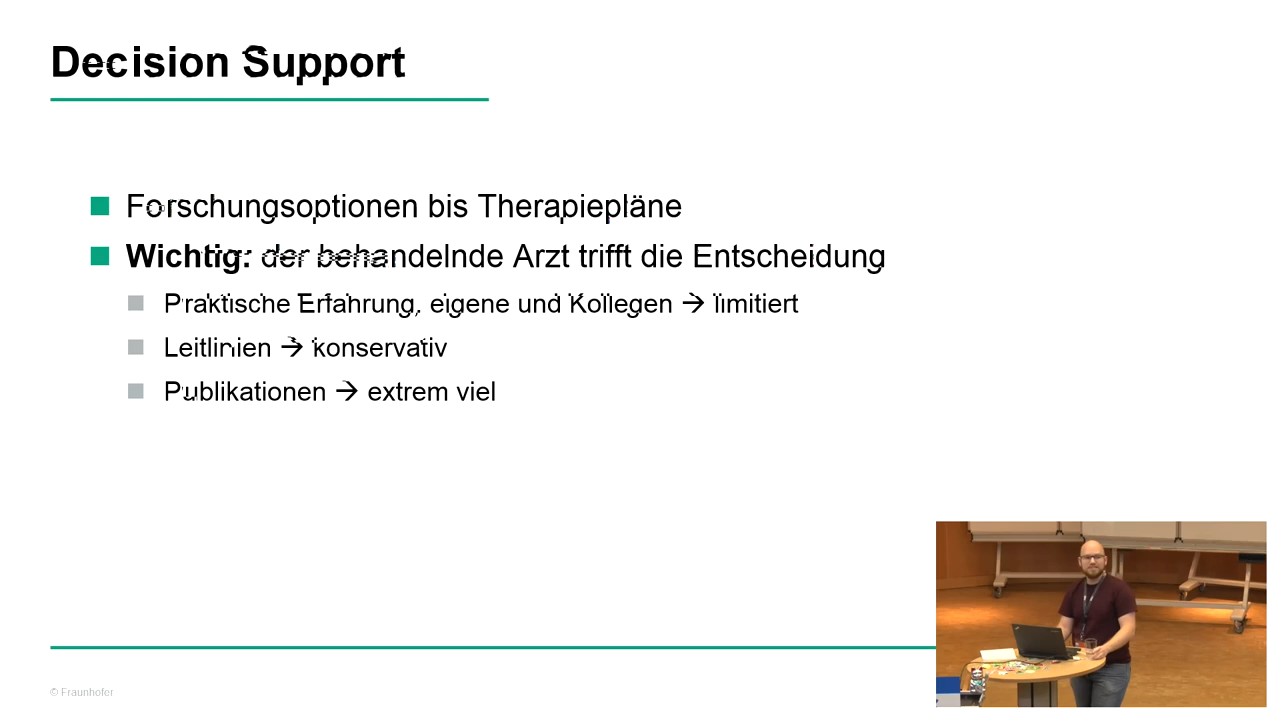 Decision Support
Forschungsoptionen bis Therapiepläne
Wichtig: der behandelnde Arzt trifft die Entscheidung
Praktische Erfahrung, eigene und Kollegen → limitiert
Leitlinien → konservativ
Publikationen → extrem viel
© Fraunhofer